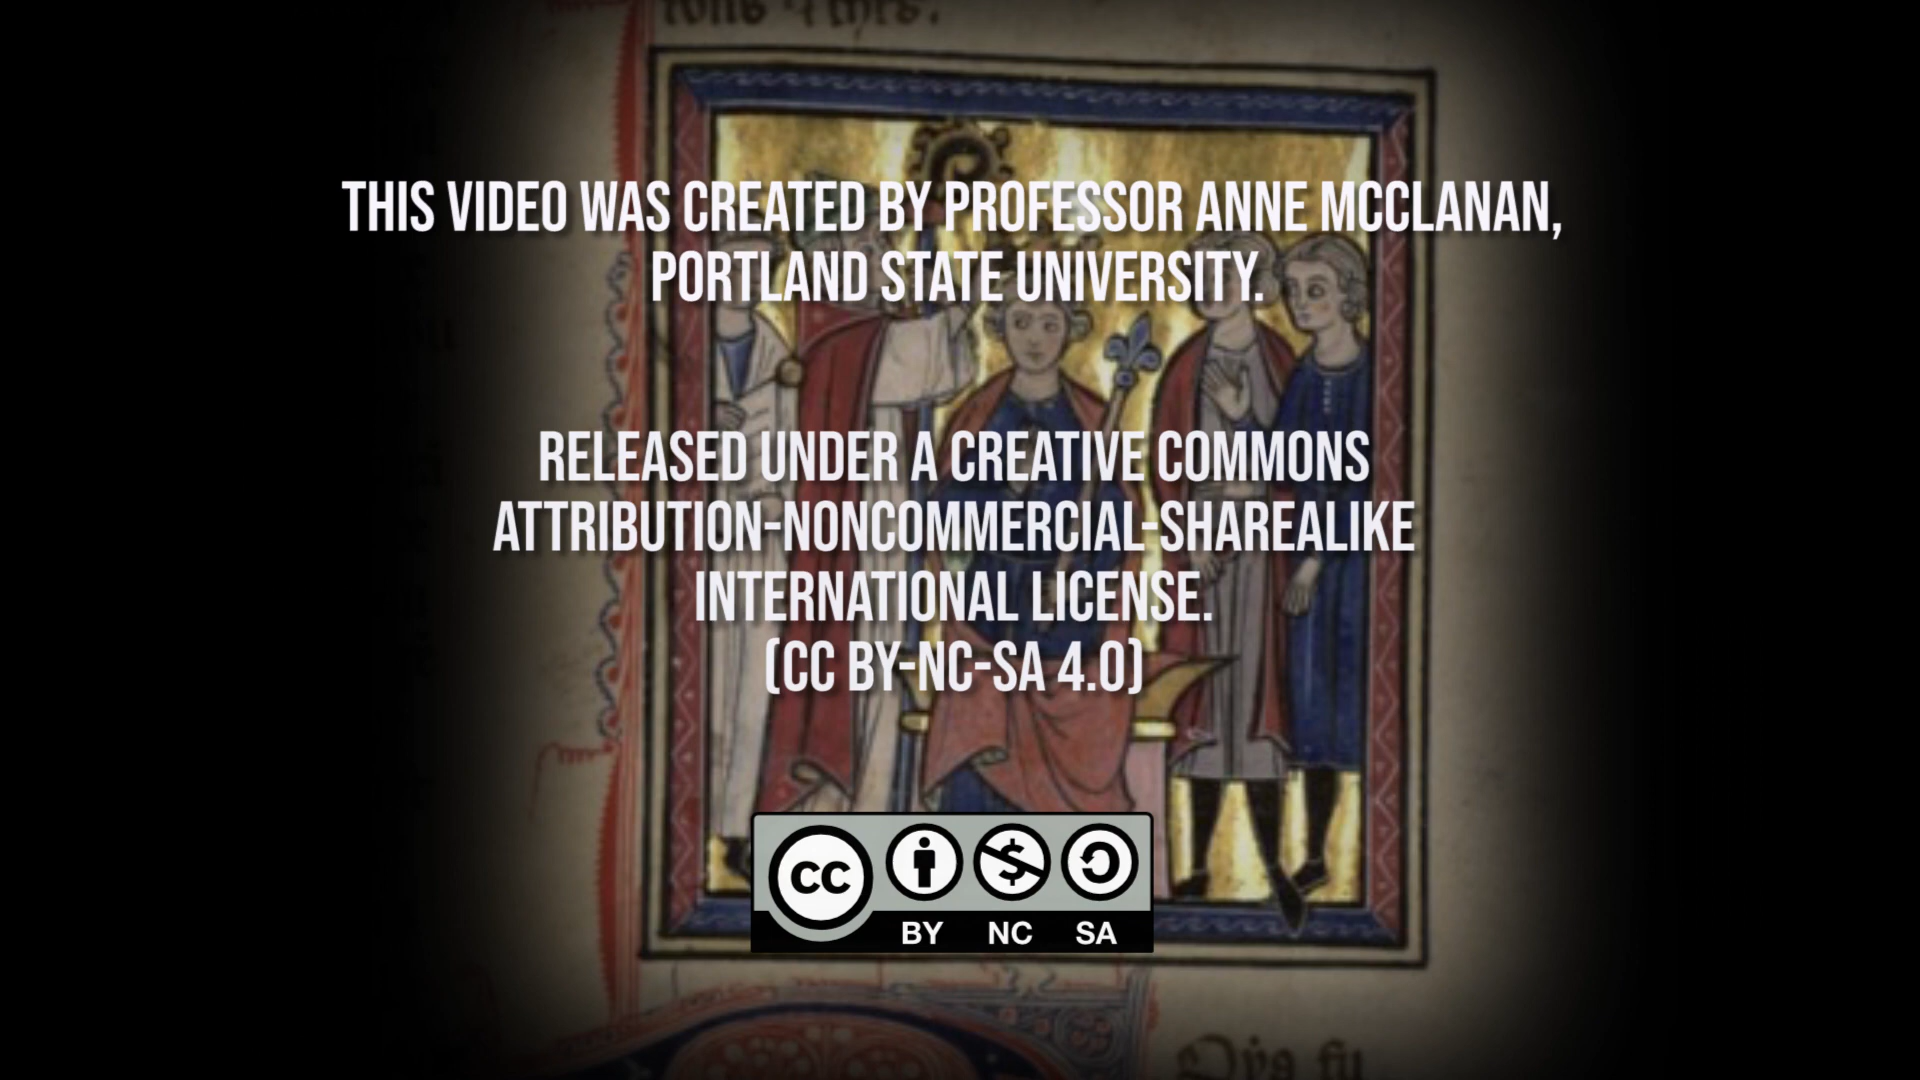 THIS VIDEO WAS CREATED BY PROFESSOR ANNE MCCLANAN,
PORTLAND STATE UNIVERSITY.
RELEASED UNDER A CREATIVE COMMONS
ATTRIBUTION-NONCOMMERCIAL-SHAREALIKE
INTERNATIONAL LICENSE.
(CC BY-NC-SA 4.0)
CC
BY NC SA